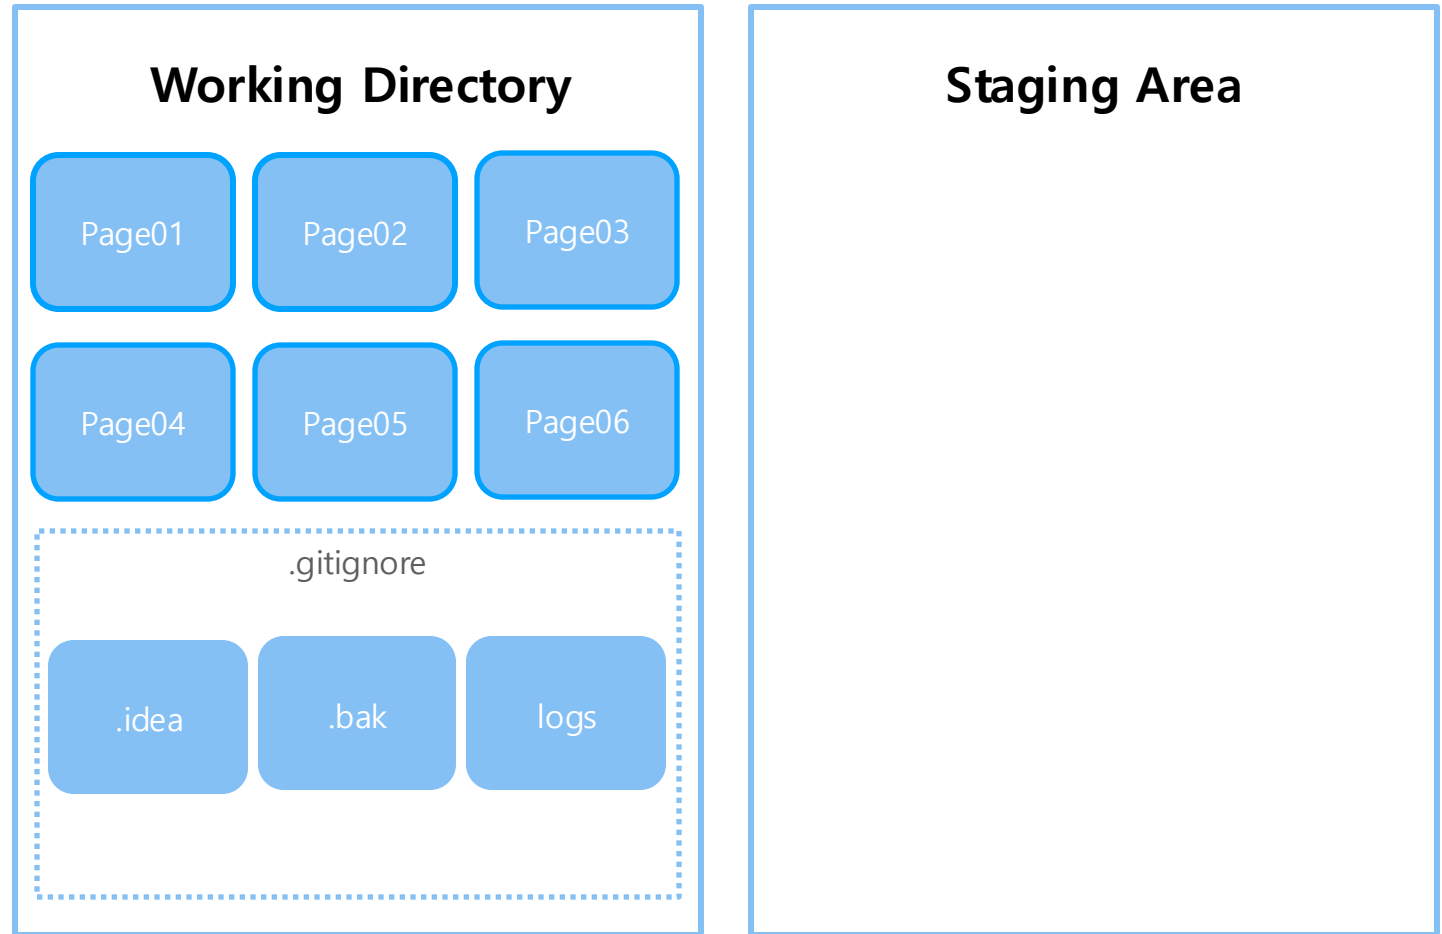 Working Directory
Staging Area
Page01
Page02
Page03
Page04
Page05
Page06
.gitignore
.idea
.bak
logs